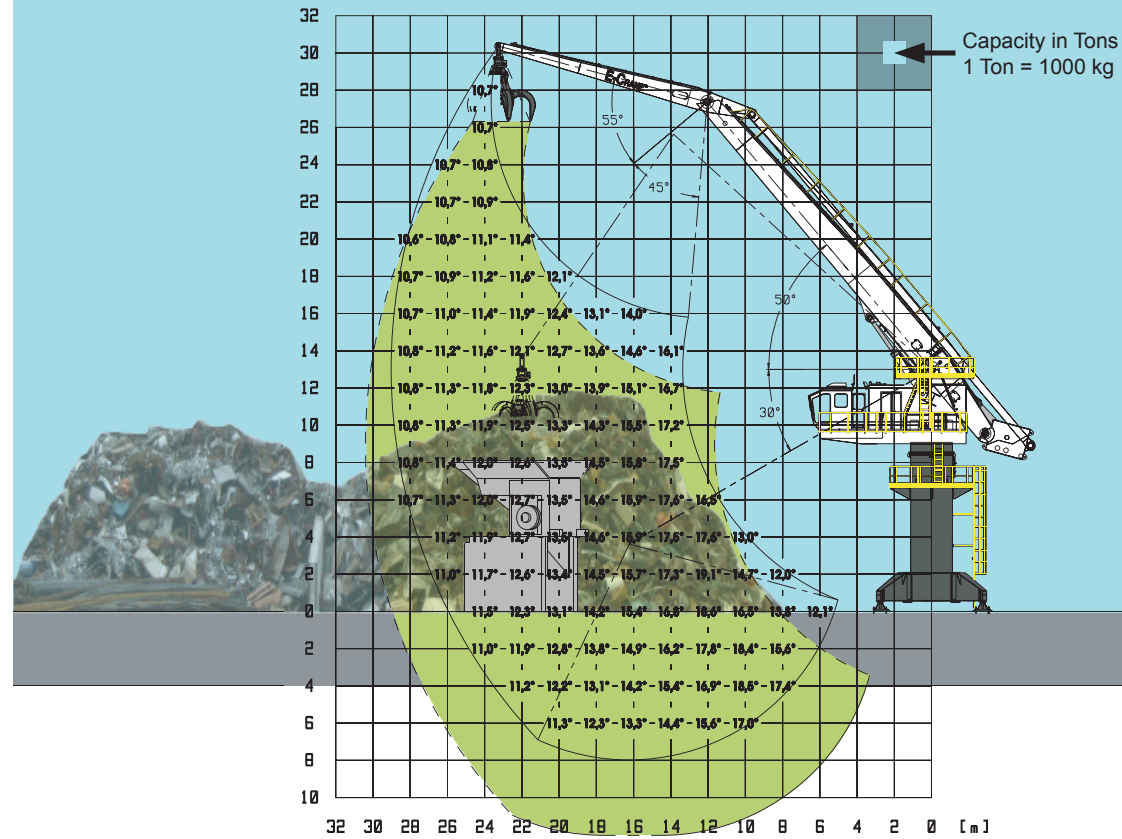 32
30
Capacity in Tons
1 Ton = 1000 kg
E-CRANE
28
10,7°
55°
26
10,7°
24
10,7° 10,8°
45°
22
10,7° 10,9°
20
10,6° 10,8° 11,1° 11,4°
18
10,7° 10,9° 11,2° 11,6° 12,1°
50°
16
10,7° 11,0° 11,4° 11,9° 12,4° 13,1° 14,0°
14
10,8° 11,2° 11,6° 12,1° 12,7° 13,6° 14,6° 16,1°
12
10,8° 11,3° 11,8° 12,3° 13,0° 13,9° 15,1° 16,7°
30°
10
10,8° 11,3° 11,9° 12,5° 13,3° 14,3° 15,5° 17,2°
8
10,8° 11,4° 12,0° 12,6° 13,5° 14,5° 15,8° 17,5°
6
10,7° 11,3° 12,0° 12,7° 13,5° 14,6° 15,9° 17,6° 16,5°
4
11,2° 11,9° 12,7° 13,5° 14,6° 15,9° 17,5° 17,6° 13,0°
2
11,0° 11,7° 12,6° 13,4° 14,5° 15,7° 17,3° 19,1° 14,7° 12,0°
0
11,5° 12,3° 13,1° 14,2° 15,4° 16,8° 18,6° 16,5° 13,8° 12,1°
2
11,0° 11,9° 12,8° 13,8° 14,9° 16,2° 17,8° 18,4° 15,6°
4
11,2° 12,2° 13,1° 14,2° 15,4° 16,9° 18,5° 17,4°
6
11,3° 12,3° 13,3° 14,4° 15,6° 17,0°
8
10
32 30 28 26 24 22 20 18 16 14 12 10 8 6 4 2 0 [m]